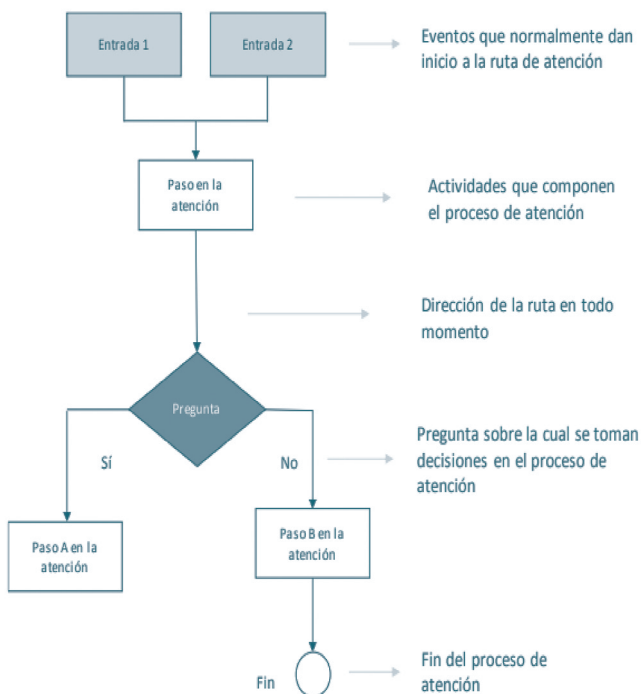 Entrada 1
Entrada 2
Eventos que normalmente dan
inicio a la ruta de atención
Paso en la
atención
Actividades que componen
el proceso de atención
Dirección de la ruta en todo
momento
Pregunta
Sí
No
Pregunta sobre la cual se toman
decisiones en el proceso de
atención
Paso A en la
atención
Paso B en la
atención
Fin
Fin del proceso de
atención